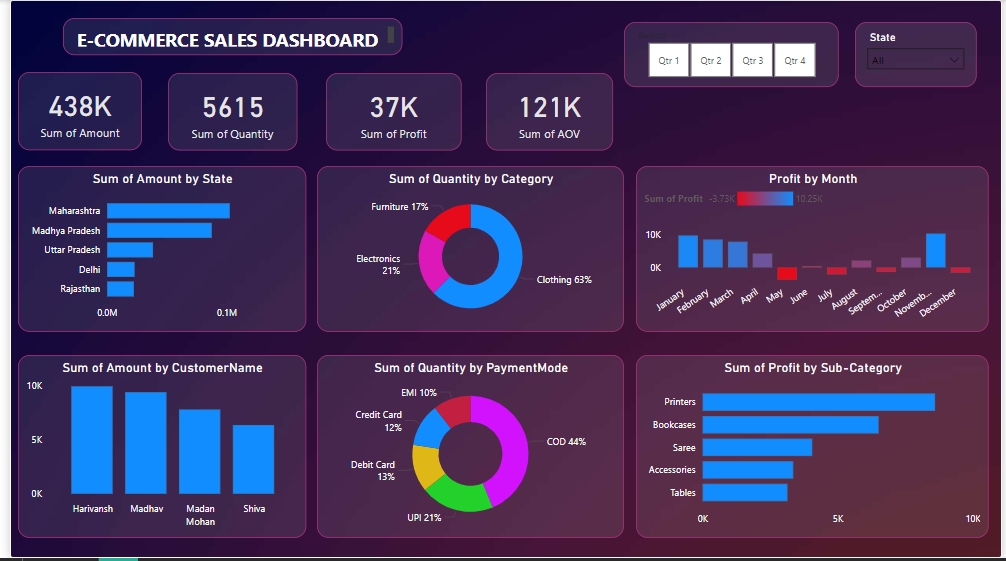 E-COMMERCE SALES DASHBOARD
Qtr 1
Qtr 2
Qtr 3
Qtr 4
State
All
438K
Sum of Amount
5615
Sum of Quantity
37K
Sum of Profit
121K
Sum of AOV
Sum of Amount by State
Maharashtra
Madhya Pradesh
Uttar Pradesh
Delhi
Rajasthan
0.0M
0.1M
Sum of Quantity by Category
Furniture 17%
Electronics
21%
Clothing 63%
Profit by Month
Sum of Profit -3.73K 10.25K
10K
0K
January
February
March
April
May
June
July
August
Septem...
October
Novemb...
December
Sum of Amount by CustomerName
10K
5K
0K
Harivansh
Madhav
Madan
Mohan
Shiva
Sum of Quantity by PaymentMode
EMI 10%
Credit Card
12%
Debit Card
13%
UPI 21%
COD 44%
Sum of Profit by Sub-Category
Printers
Bookcases
Saree
Accessories
Tables
0K
5K
10K